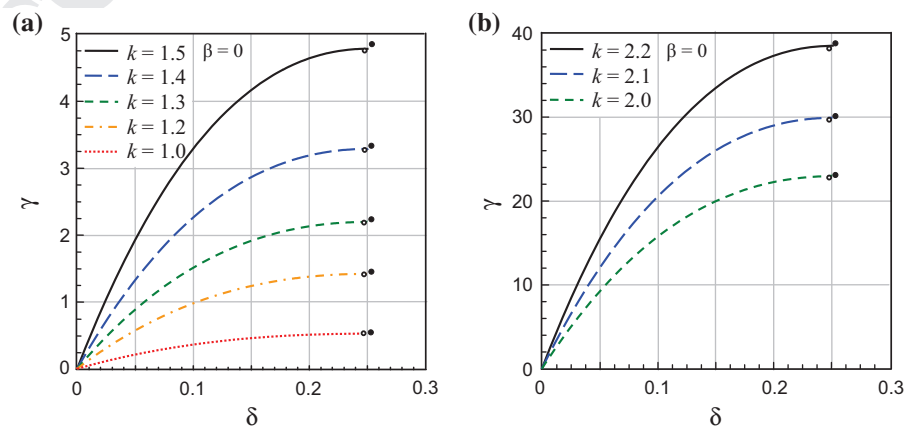 (a)
5
4
3
2
1
0
γ
k = 1.5 β = 0
k = 1.4
k = 1.3
k = 1.2
k = 1.0
0 0.1 0.2 0.3
δ
(b)
40
30
20
10
0
γ
k = 2.2 β = 0
k = 2.1
k = 2.0
0 0.1 0.2 0.3
δ